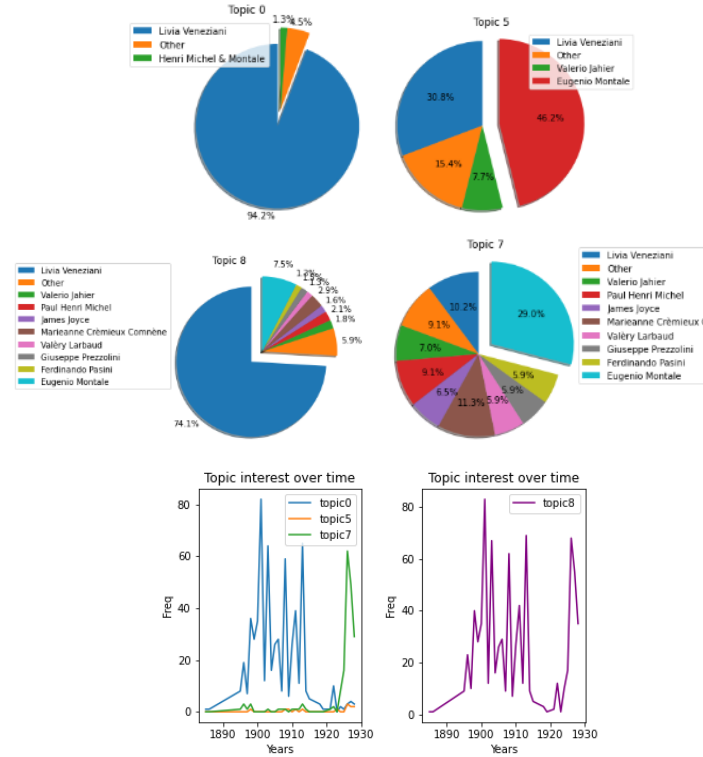 Topic 0
Livia Veneziani
Other
Henri Michel & Montale
1.3%
4.5%
94.2%
Topic 5
Livia Veneziani
Other
Valerio Jahier
Eugenio Montale
30.8%
46.2%
15.4%
7.7%
Topic 8
Livia Veneziani
Other
Valerio Jahier
Paul Henri Michel
James Joyce
Marieanne Crèmieux Comnène
Valèry Larbaud
Giuseppe Prezzolini
Ferdinando Pasini
Eugenio Montale
7.5%
1.3%
2.9%
1.6%
2.1%
1.8%
5.9%
74.1%
Topic 7
Livia Veneziani
Other
Valerio Jahier
Paul Henri Michel
James Joyce
Marieanne Crèmieux C
Valèry Larbaud
Giuseppe Prezzolini
Ferdinando Pasini
Eugenio Montale
10.2%
29.0%
9.1%
7.0%
9.1%
6.5%
11.3%
5.9%
5.9%
5.9%
Topic interest over time
topic0
topic5
topic7
80
60
40
20
0
Freq
1890 1900 1910 1920 1930
Years
Topic interest over time
topic8
80
60
40
20
0
Freq
1890 1900 1910 1920 1930
Years